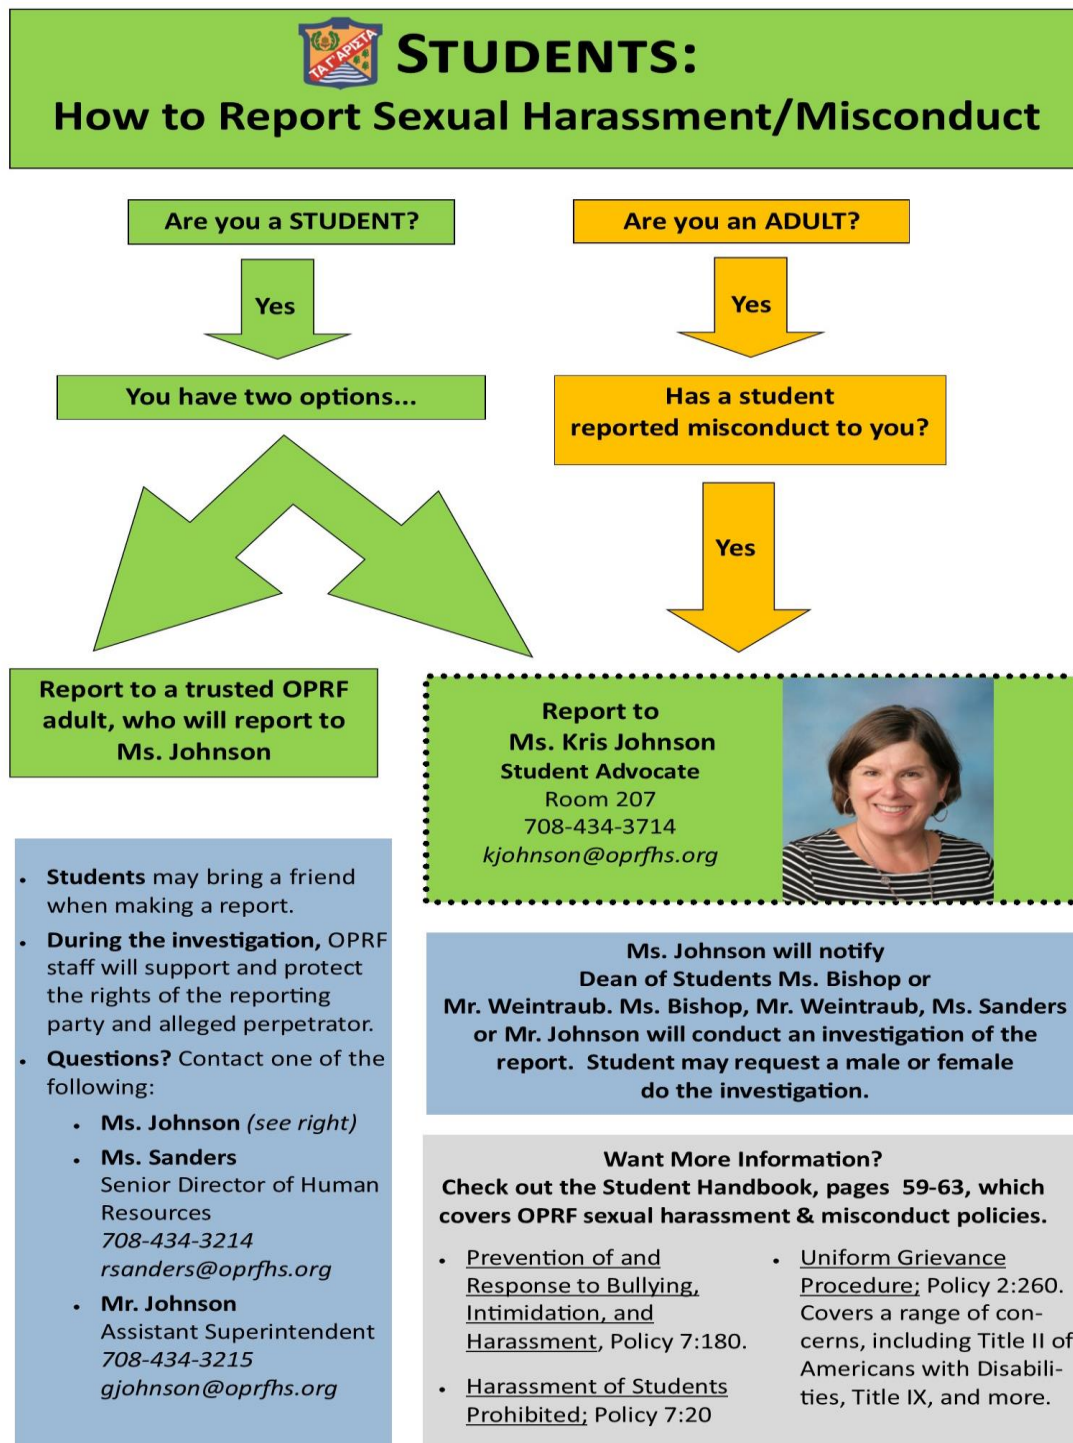 ΤΑ Γ' ΑΡΙΣΤΑ
STUDENTS:
How to Report Sexual Harassment/Misconduct
Are you a STUDENT?
Yes
You have two options...
Are you an ADULT?
Yes
Has a student
reported misconduct to you?
Yes
Report to a trusted OPRF
adult, who will report to
Ms. Johnson
Report to
Ms. Kris Johnson
Student Advocate
Room 207
708-434-3714
kjohnson@oprfhs.org
• Students may bring a friend
when making a report.
• During the investigation, OPRF
staff will support and protect
the rights of the reporting
party and alleged perpetrator.
• Questions? Contact one of the
following:
• Ms. Johnson (see right)
• Ms. Sanders
Senior Director of Human
Resources
708-434-3214
rsanders@oprfhs.org
• Mr. Johnson
Assistant Superintendent
708-434-3215
gjohnson@oprfhs.org
Ms. Johnson will notify
Dean of Students Ms. Bishop or
Mr. Weintraub. Ms. Bishop, Mr. Weintraub, Ms. Sanders
or Mr. Johnson will conduct an investigation of the
report. Student may request a male or female
do the investigation.
Want More Information?
Check out the Student Handbook, pages 59-63, which
covers OPRF sexual harassment & misconduct policies.
• Prevention of and
Response to Bullying,
Intimidation, and
Harassment, Policy 7:180.
• Harassment of Students
Prohibited; Policy 7:20
• Uniform Grievance
Procedure; Policy 2:260.
Covers a range of con-
cerns, including Title II of
Americans with Disabili-
ties, Title IX, and more.